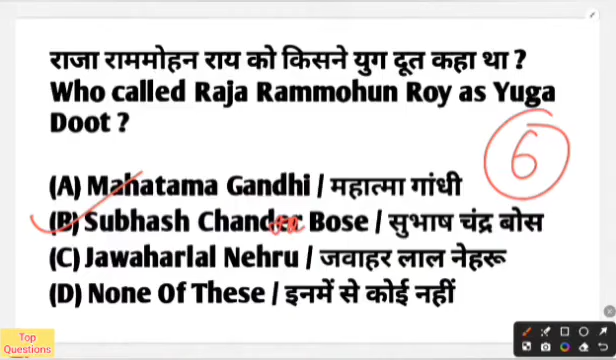 राजा राममोहन राय को किसने युग दूत कहा था ?
Who called Raja Rammohun Roy as Yuga
Doot ?
6
(A) Mahatama Gandhi / महात्मा गांधी
(B) Subhash Chander Bose / सुभाष चंद्र बोस
(C) Jawaharlal Nehru / जवाहर लाल नेहरू
(D) None Of These / इनमें से कोई नहीं
Top
Questions